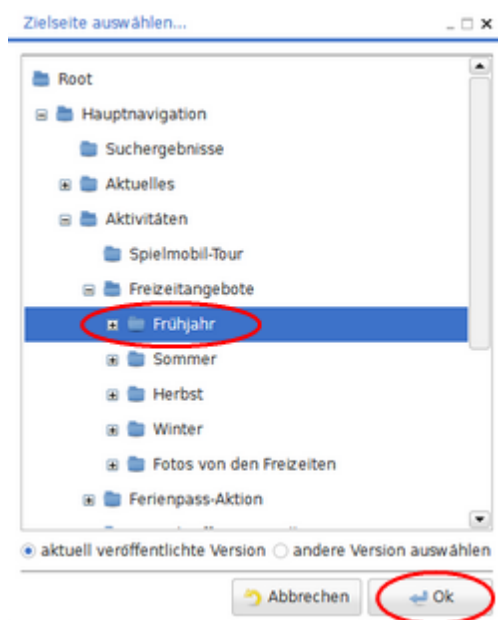 Zielseite auswählen...
Root
Hauptnavigation
Suchergebnisse
Aktuelles
Aktivitäten
Spielmobil-Tour
Freizeitangebote
Frühjahr
Sommer
Herbst
Winter
Fotos von den Freizeiten
Ferienpass-Aktion
aktuell veröffentlichte Version andere Version auswählen
Abbrechen Ok